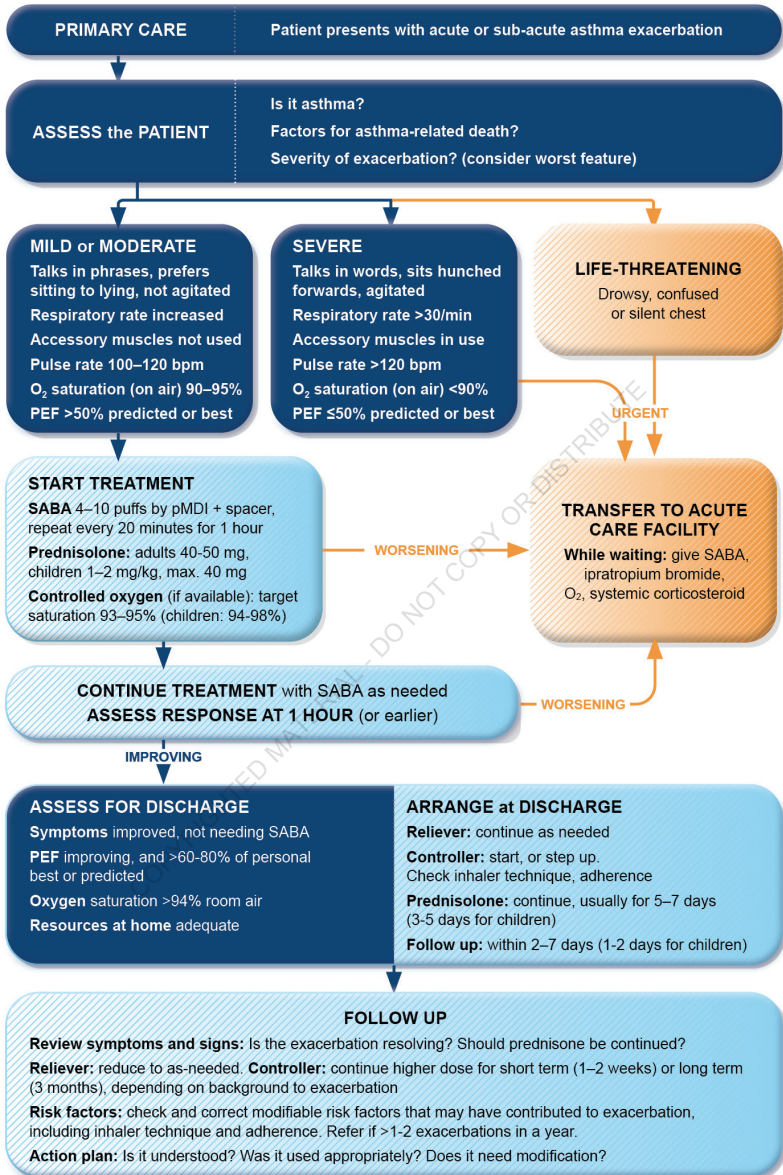 PRIMARY CARE
Patient presents with acute or sub-acute asthma exacerbation
ASSESS the PATIENT
Is it asthma?
Factors for asthma-related death?
Severity of exacerbation? (consider worst feature)
MILD or MODERATE
Talks in phrases, prefers
sitting to lying, not agitated
Respiratory rate increased
Accessory muscles not used
Pulse rate 100–120 bpm
O₂ saturation (on air) 90–95%
PEF >50% predicted or best
SEVERE
Talks in words, sits hunched
forwards, agitated
Respiratory rate >30/min
Accessory muscles in use
Pulse rate >120 bpm
O₂ saturation (on air) <90%
PEF ≤50% predicted or best
LIFE-THREATENING
Drowsy, confused
or silent chest
URGENT
START TREATMENT
SABA 4–10 puffs by pMDI + spacer,
repeat every 20 minutes for 1 hour
Prednisolone: adults 40-50 mg,
children 1–2 mg/kg, max. 40 mg
Controlled oxygen (if available): target
saturation 93–95% (children: 94-98%)
WORSENING
TRANSFER TO ACUTE
CARE FACILITY
While waiting: give SABA,
ipratropium bromide,
O₂, systemic corticosteroid
CONTINUE TREATMENT with SABA as needed
ASSESS RESPONSE AT 1 HOUR (or earlier)
WORSENING
IMPROVING
ASSESS FOR DISCHARGE
Symptoms improved, not needing SABA
PEF improving, and >60-80% of personal
best or predicted
Oxygen saturation >94% room air
Resources at home adequate
ARRANGE at DISCHARGE
Reliever: continue as needed
Controller: start, or step up.
Check inhaler technique, adherence
Prednisolone: continue, usually for 5–7 days
(3-5 days for children)
Follow up: within 2–7 days (1-2 days for children)
FOLLOW UP
Review symptoms and signs: Is the exacerbation resolving? Should prednisone be continued?
Reliever: reduce to as-needed. Controller: continue higher dose for short term (1–2 weeks) or long term
(3 months), depending on background to exacerbation
Risk factors: check and correct modifiable risk factors that may have contributed to exacerbation,
including inhaler technique and adherence. Refer if >1-2 exacerbations in a year.
Action plan: Is it understood? Was it used appropriately? Does it need modification?
COPYRIGHTED MATERIAL - DO NOT COPY OR DISTRIBUTE